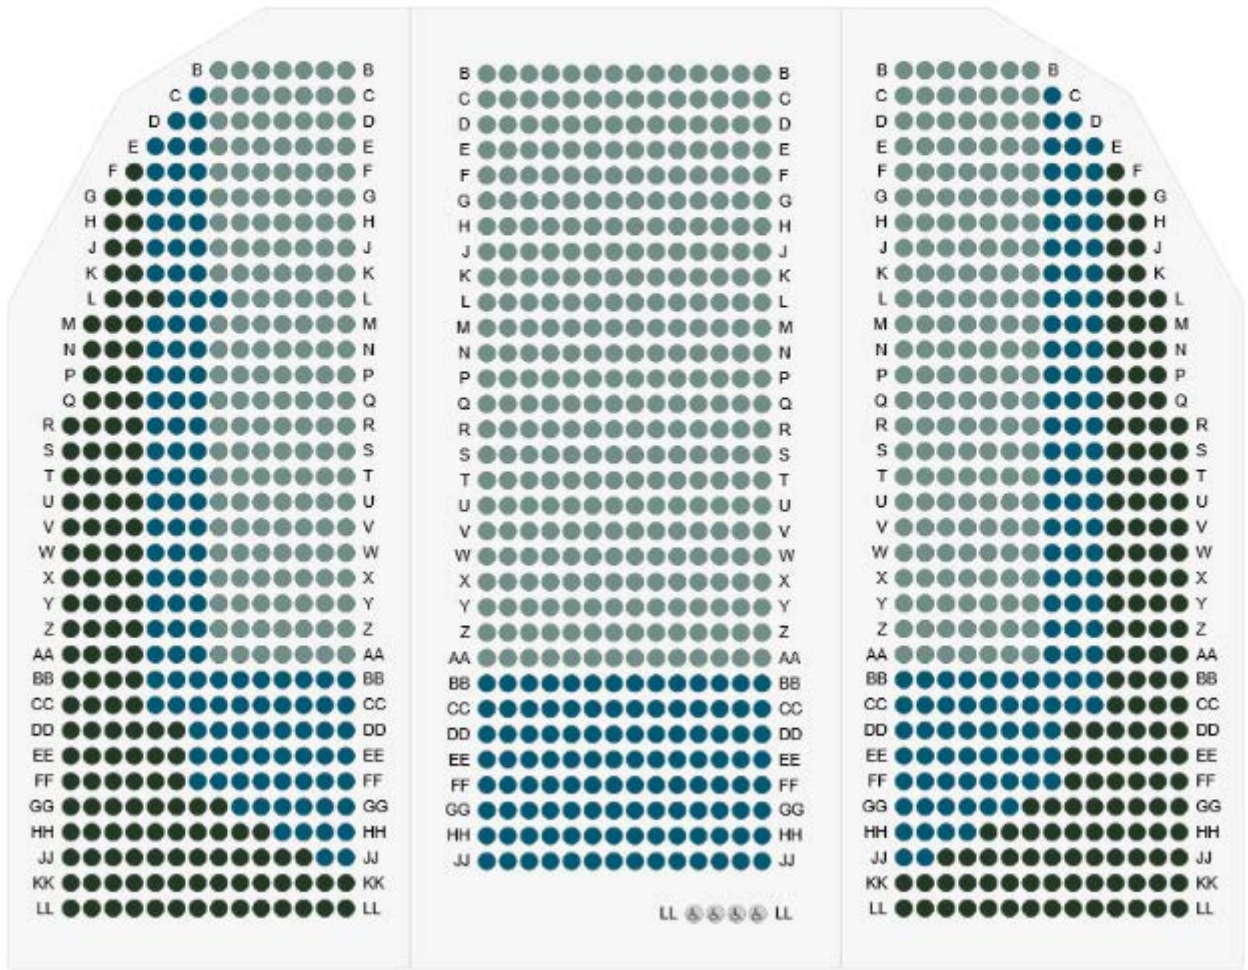 B B B B B B
C C C C C C
D D D D D D
E E E E E E
F F F F F F
G G G G G G
H H H H H H
J J J J J J
K K K K K K
L L L L L L
M M M M M M
N N N N N N
P P P P P P
Q Q Q Q Q Q
R R R R R R
S S S S S S
T T T T T T
U U U U U U
V V V V V V
W W W W W W
X X X X X X
Y Y Y Y Y Y
Z Z Z Z Z Z
AA AA AA AA AA AA
BB BB BB BB BB BB
CC CC CC CC CC CC
DD DD DD DD DD DD
EE EE EE EE EE EE
FF FF FF FF FF FF
GG GG GG GG GG GG
HH HH HH HH HH HH
JJ JJ JJ JJ JJ JJ
KK KK KK KK
LL LL LL LL LL LL